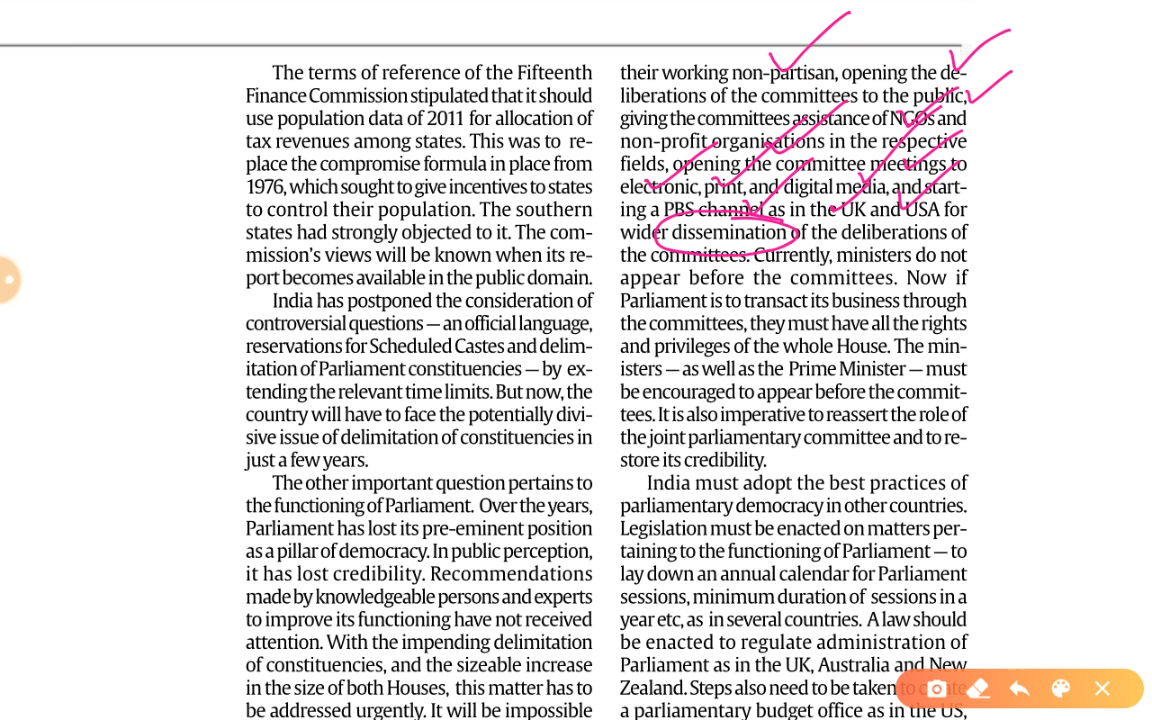 The terms of reference of the Fifteenth
Finance Commission stipulated that it should
use population data of 2011 for allocation of
tax revenues among states. This was to re-
place the compromise formula in place from
1976, which sought to give incentives to states
to control their population. The southern
states had strongly objected to it. The com-
mission's views will be known when its re-
port becomes available in the public domain.
India has postponed the consideration of
controversial questions — an official language,
reservations for Scheduled Castes and delim-
itation of Parliament constituencies — by ex-
tending the relevant time limits. But now, the
country will have to face the potentially divi-
sive issue of delimitation of constituencies in
just a few years.
The other important question pertains to
the functioning of Parliament. Over the years,
Parliament has lost its pre-eminent position
as a pillar of democracy. In public perception,
it has lost credibility. Recommendations
made by knowledgeable persons and experts
to improve its functioning have not received
attention. With the impending delimitation
of constituencies, and the sizeable increase
in the size of both Houses, this matter has to
be addressed urgently. It will be impossible
their working non-partisan, opening the de-
liberations of the committees to the public,
giving the committees assistance of NGOs and
non-profit organisations in the respective
fields, opening the committee meetings to
electronic, print, and digital media, and start-
ing a PBS channel as in the UK and USA for
wider dissemination of the deliberations of
the committees. Currently, ministers do not
appear before the committees. Now if
Parliament is to transact its business through
the committees, they must have all the rights
and privileges of the whole House. The min-
isters — as well as the Prime Minister — must
be encouraged to appear before the commit-
tees. It is also imperative to reassert the role of
the joint parliamentary committee and to re-
store its credibility.
India must adopt the best practices of
parliamentary democracy in other countries.
Legislation must be enacted on matters per-
taining to the functioning of Parliament — to
lay down an annual calendar for Parliament
sessions, minimum duration of sessions in a
year etc, as in several countries. A law should
be enacted to regulate administration of
Parliament as in the UK, Australia and New
Zealand. Steps also need to be taken to create
a parliamentary budget office as in the US,